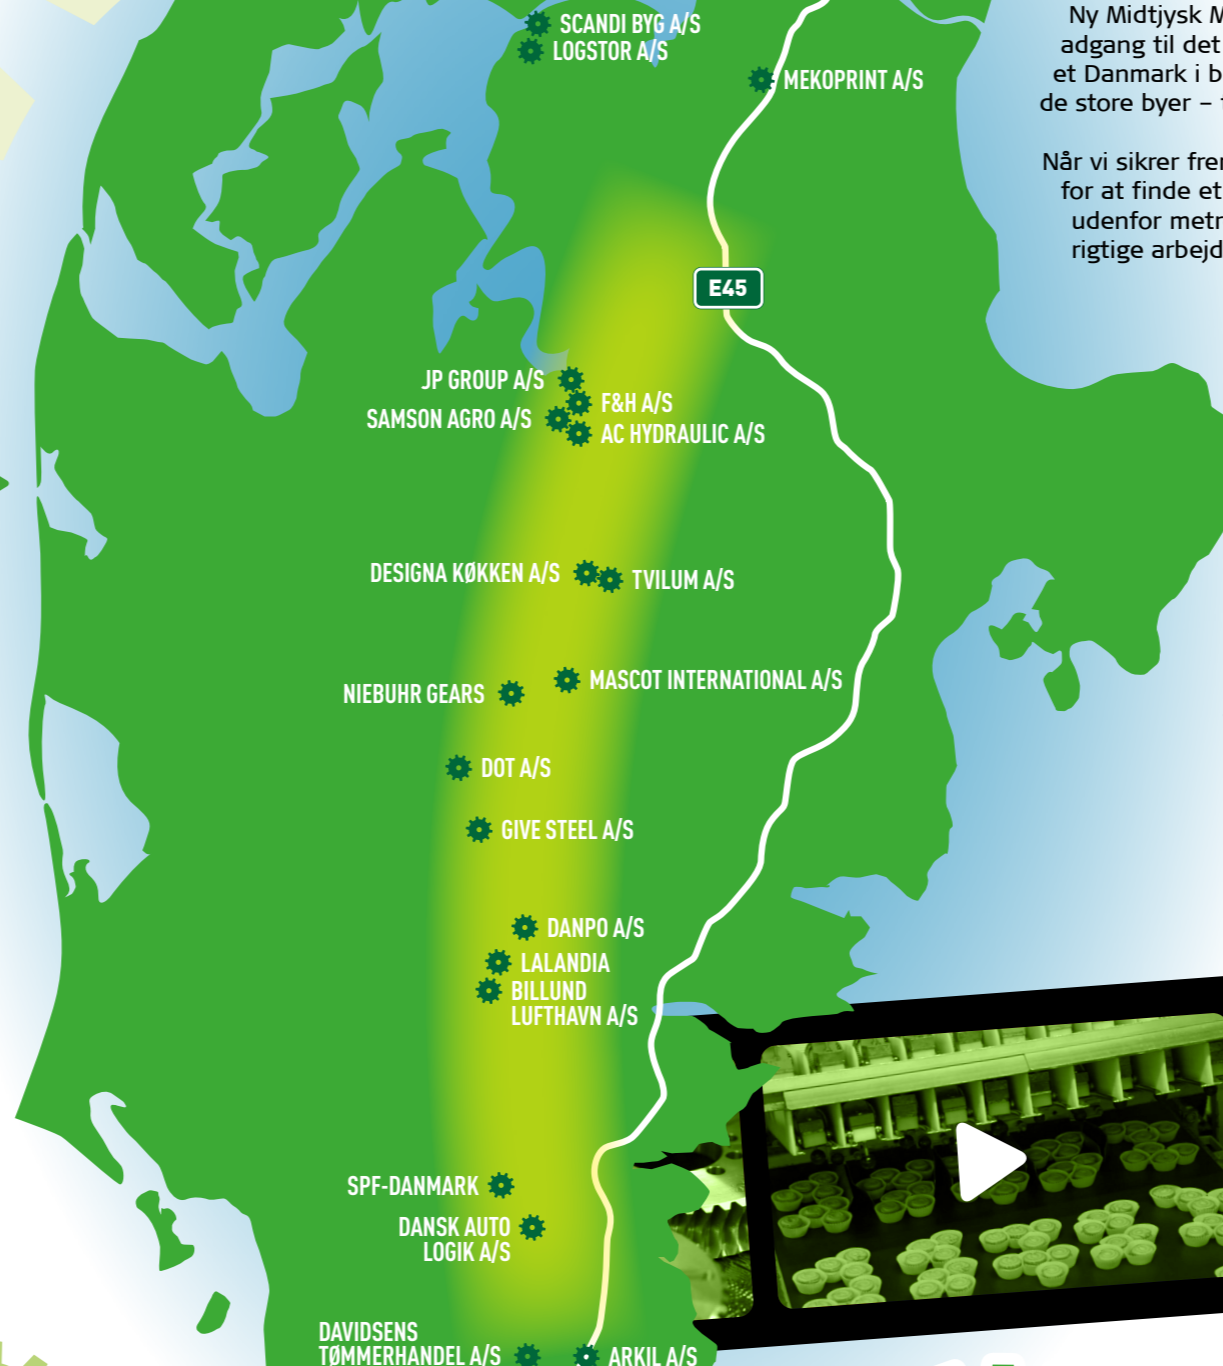 SCANDI BYG A/S
LOGSTOR A/S
MEKOPRINT A/S
Ny Midtjysk
adgang til det
et Danmark i b
de store byer –
Når vi sikrer frem
for at finde et
udenfor metr
rigtige arbejd
E45
JP GROUP A/S
F&H A/S
SAMSON AGRO A/S
AC HYDRAULIC A/S
DESIGNA KØKKEN A/S
TVILUM A/S
MASCOT INTERNATIONAL A/S
NIEBUHR GEARS
DOT A/S
GIVE STEEL A/S
DANPO A/S
LALANDIA
BILLUND
LUFTHAVN A/S
SPF-DANMARK
DANSK AUTO
LOGIK A/S
DAVIDSENS
TØMMERHANDEL A/S
ARKIL A/S